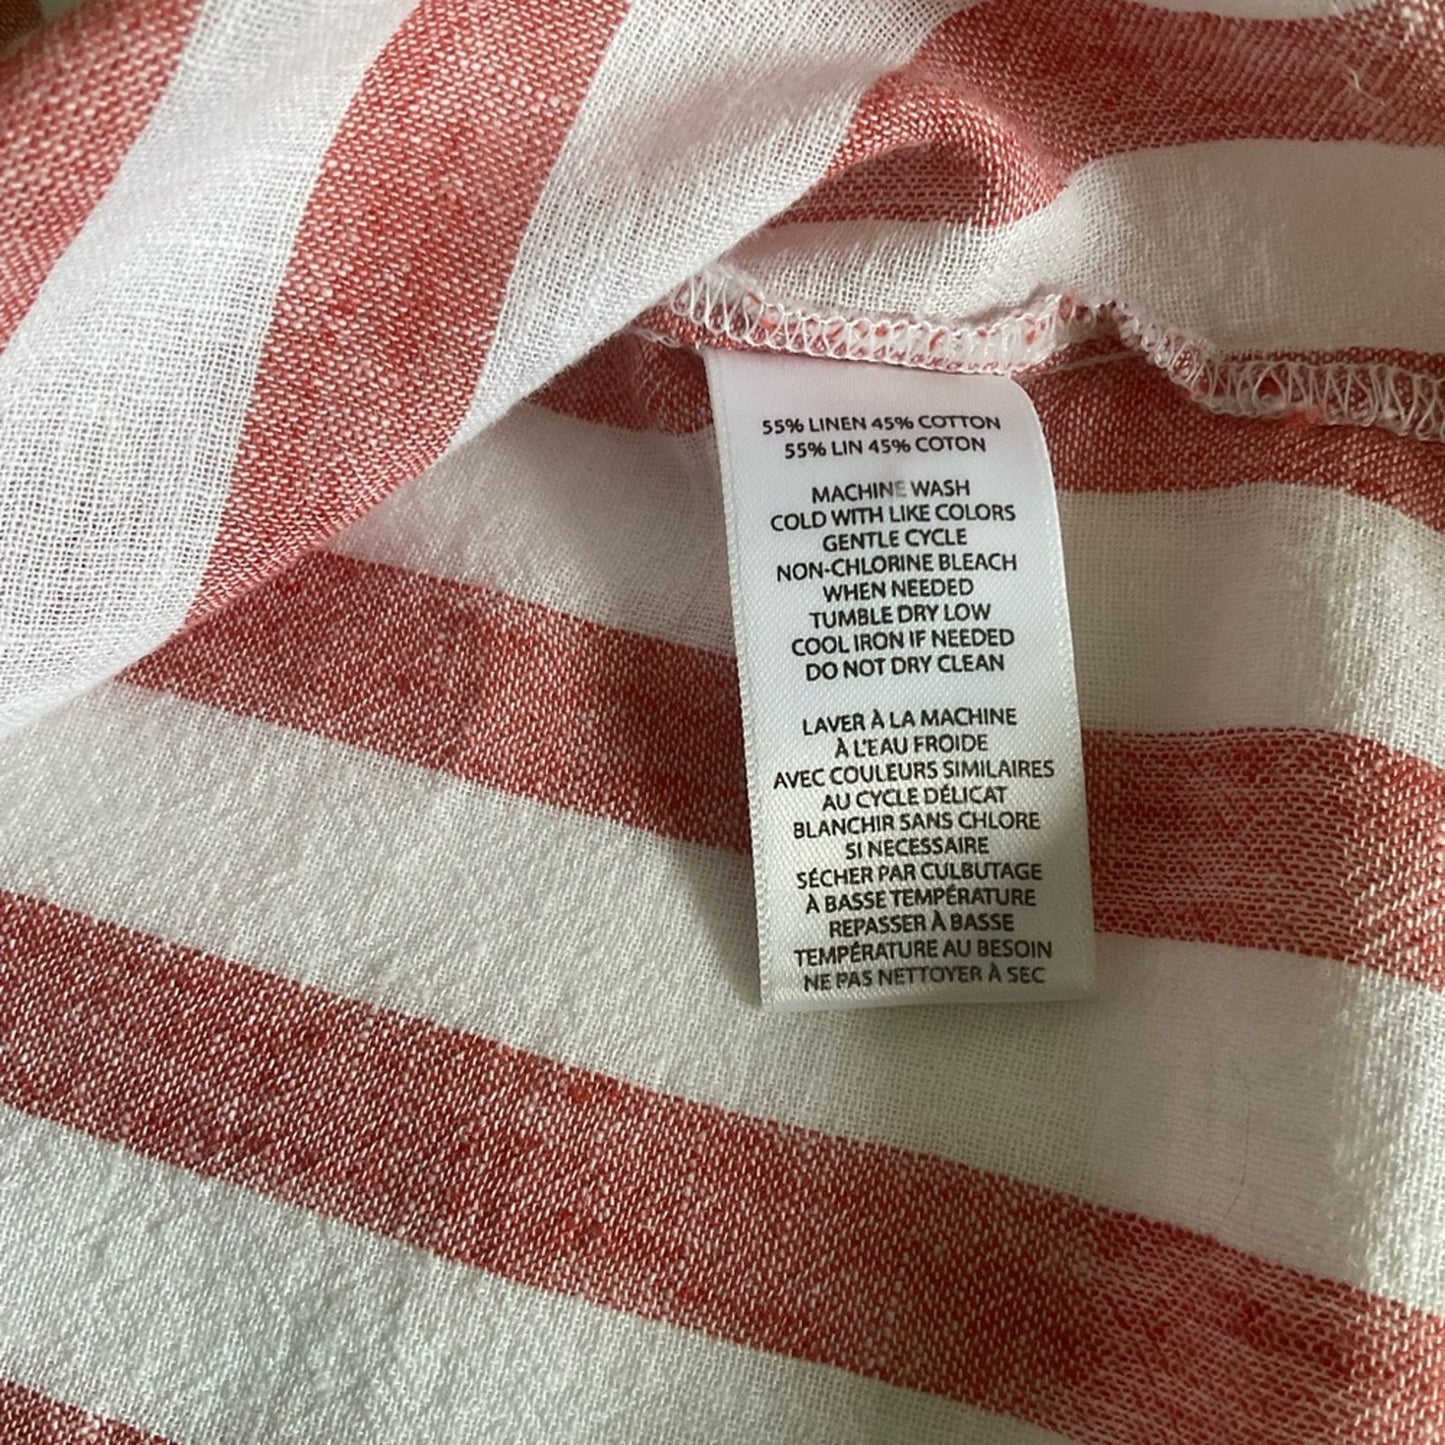 55% LINEN 45% COTTON
55% LIN 45% COTON
MACHINE WASH
COLD WITH LIKE COLORS
GENTLE CYCLE
NON-CHLORINE BLEACH
WHEN NEEDED
TUMBLE DRY LOW
COOL IRON IF NEEDED
DO NOT DRY CLEAN
LAVER À LA MACHINE
À L'EAU FROIDE
AVEC COULEURS SIMILAIRES
AU CYCLE DÉLICAT
BLANCHIR SANS CHLORE
SI NECESSAIRE
SÉCHER PAR CULBUTAGE
À BASSE TEMPÉRATURE
REPASSER À BASSE
TEMPÉRATURE AU BESOIN
NE PAS NETTOYER À SEC